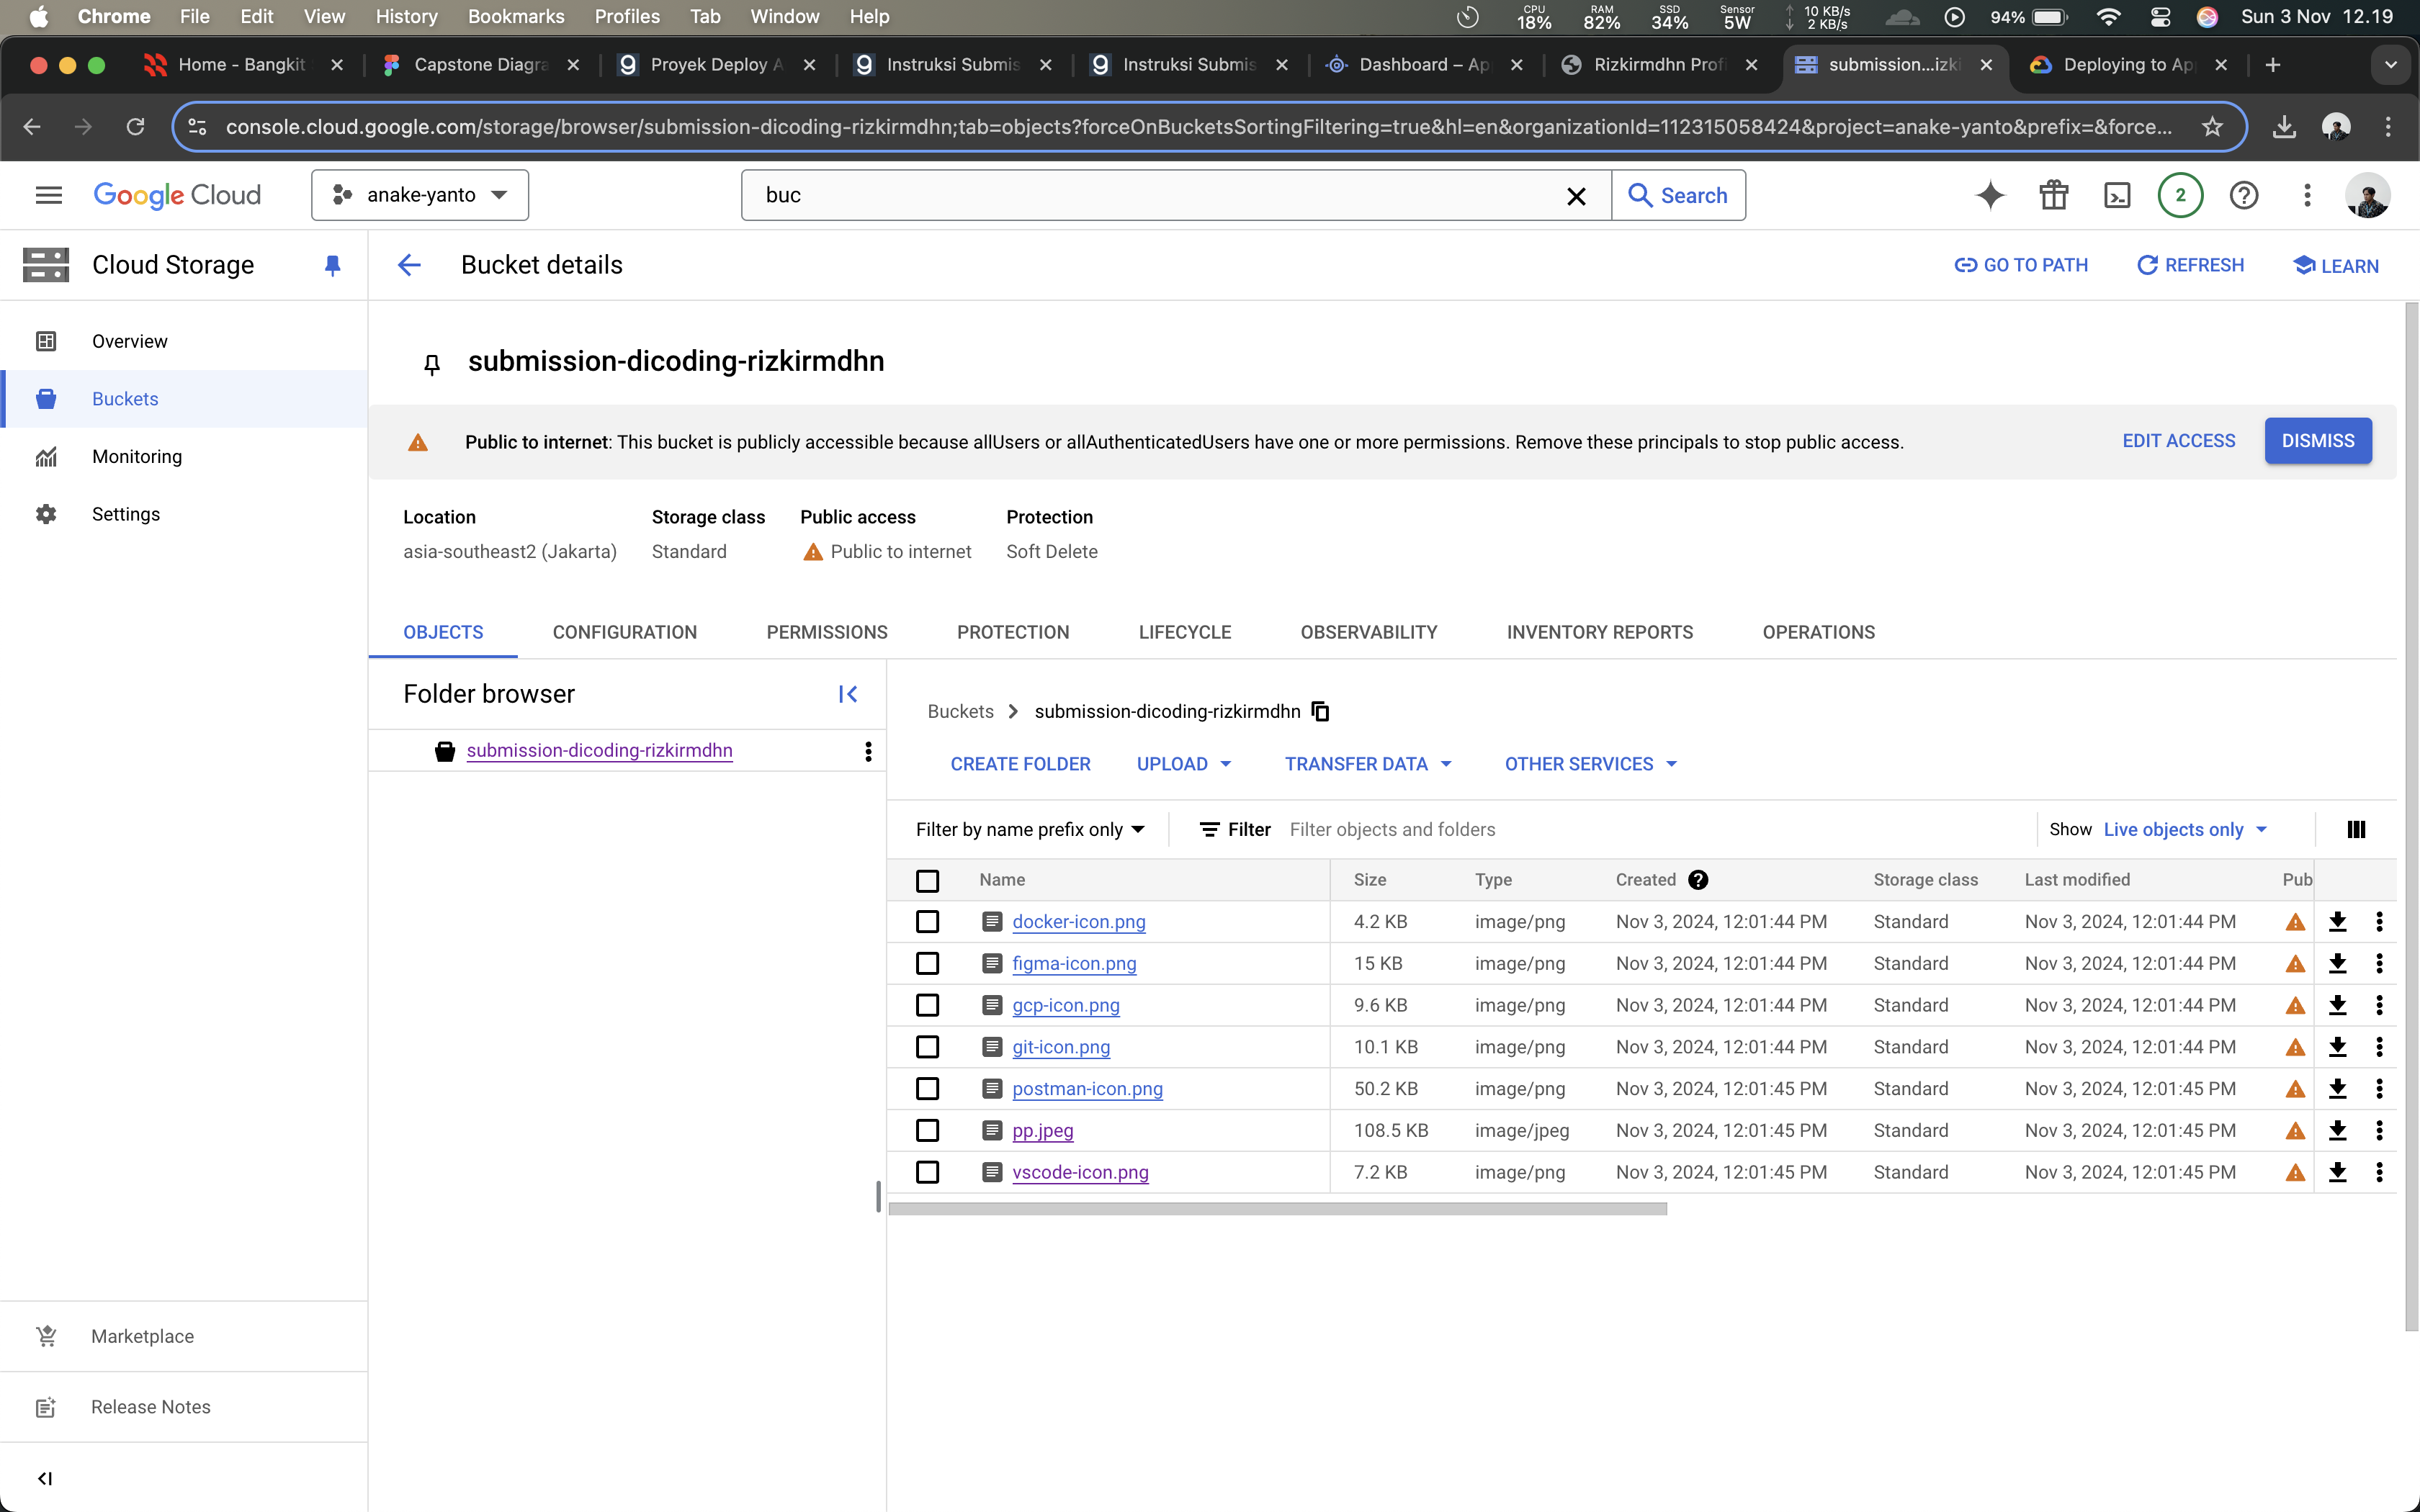 Chrome File Edit View History Bookmarks Profiles Tab Window Help
CPU 18% RAM 82% SSD 34% Sensor 5W 10 KB/s 2 KB/s 94% Sun 3 Nov 12.19
Home - Bangkit Capstone Diagra Proyek Deploy A Instruksi Submis Instruksi Submis Dashboard – Ap Rizkirmdhn Prof submission...izki Deploying to Ap
console.cloud.google.com/storage/browser/submission-dicoding-rizkirmdhn;tab=objects?forceOnBucketsSortingFiltering=true&hl=en&organizationId=112315058424&project=anake-yanto&prefix=&force...
Google Cloud anake-yanto buc Search 2
Cloud Storage
Bucket details
GO TO PATH REFRESH LEARN
Overview
Buckets
Monitoring
Settings
Marketplace
Release Notes
submission-dicoding-rizkirmdhn
Public to internet: This bucket is publicly accessible because allUsers or allAuthenticatedUsers have one or more permissions. Remove these principals to stop public access. EDIT ACCESS DISMISS
Location Storage class Public access Protection
asia-southeast2 (Jakarta) Standard Public to internet Soft Delete
OBJECTS CONFIGURATION PERMISSIONS PROTECTION LIFECYCLE OBSERVABILITY INVENTORY REPORTS OPERATIONS
Folder browser
submission-dicoding-rizkirmdhn
Buckets submission-dicoding-rizkirmdhn
CREATE FOLDER UPLOAD TRANSFER DATA OTHER SERVICES
Filter by name prefix only Filter Filter objects and folders Show Live objects only
Name Size Type Created Storage class Last modified Pub
docker-icon.png 4.2 KB image/png Nov 3, 2024, 12:01:44 PM Standard Nov 3, 2024, 12:01:44 PM
figma-icon.png 15 KB image/png Nov 3, 2024, 12:01:44 PM Standard Nov 3, 2024, 12:01:44 PM
gcp-icon.png 9.6 KB image/png Nov 3, 2024, 12:01:44 PM Standard Nov 3, 2024, 12:01:44 PM
git-icon.png 10.1 KB image/png Nov 3, 2024, 12:01:44 PM Standard Nov 3, 2024, 12:01:44 PM
postman-icon.png 50.2 KB image/png Nov 3, 2024, 12:01:45 PM Standard Nov 3, 2024, 12:01:45 PM
pp.jpeg 108.5 KB image/jpeg Nov 3, 2024, 12:01:45 PM Standard Nov 3, 2024, 12:01:45 PM
vscode-icon.png 7.2 KB image/png Nov 3, 2024, 12:01:45 PM Standard Nov 3, 2024, 12:01:45 PM